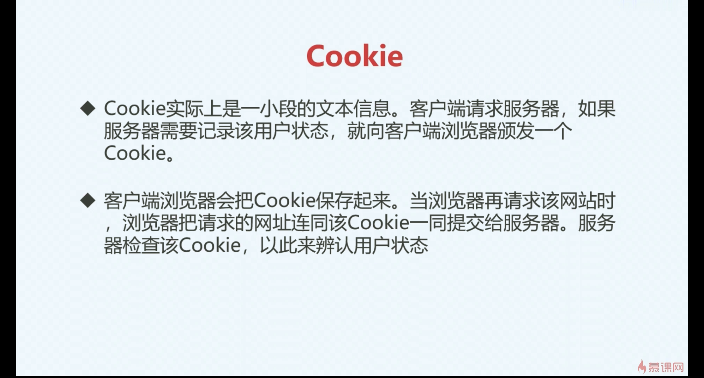 Cookie
◆ Cookie实际上是一小段的文本信息。客户端请求服务器，如果
服务器需要记录该用户状态，就向客户端浏览器颁发一个
Cookie。
◆ 客户端浏览器会把Cookie保存起来。当浏览器再请求该网站时
，浏览器把请求的网址连同该Cookie一同提交给服务器。服务
器检查该Cookie，以此来辨认用户状态
慕课网